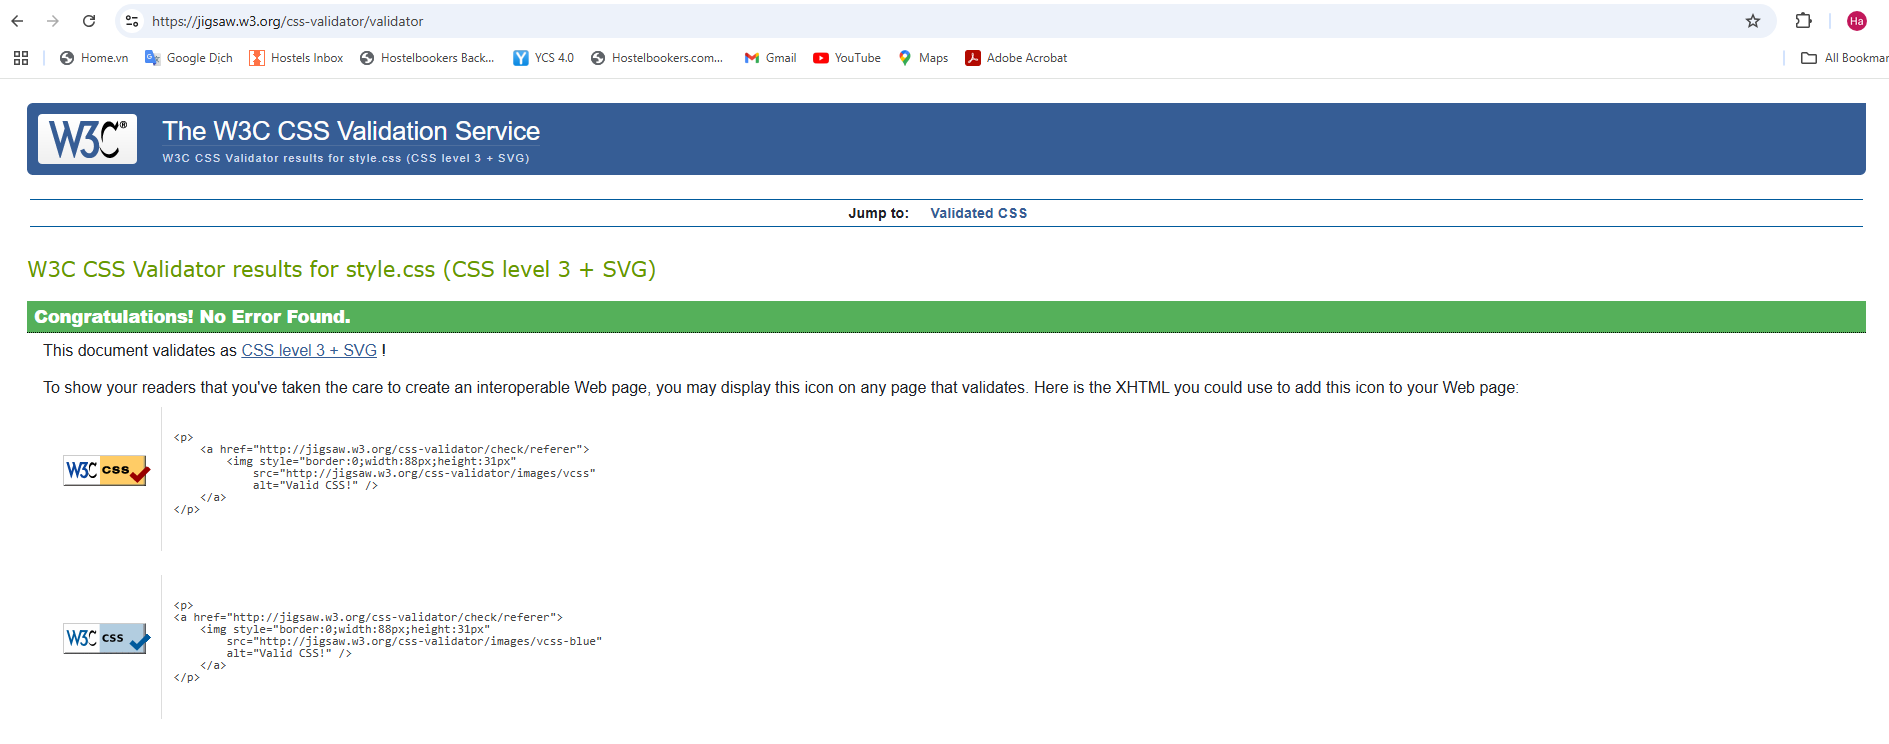 https://jigsaw.w3.org/css-validator/validator
Ha
Home.vn Google Dịch Hostels Inbox Hostelbookers Back... YCS 4.0 Hostelbookers.com... Gmail YouTube Maps Adobe Acrobat All Bookmar
W3C® The W3C CSS Validation Service
W3C CSS Validator results for style.css (CSS level 3 + SVG)
Jump to: Validated CSS
W3C CSS Validator results for style.css (CSS level 3 + SVG)
Congratulations! No Error Found.
This document validates as CSS level 3 + SVG !
To show your readers that you've taken the care to create an interoperable Web page, you may display this icon on any page that validates. Here is the XHTML you could use to add this icon to your Web page:
W3C css
<p>
<a href="http://jigsaw.w3.org/css-validator/check/referer">
<img style="border:0;width:88px;height:31px"
src="http://jigsaw.w3.org/css-validator/images/vcss"
alt="Valid CSS!" />
</a>
</p>
W3C css
<p>
<a href="http://jigsaw.w3.org/css-validator/check/referer">
<img style="border:0;width:88px;height:31px"
src="http://jigsaw.w3.org/css-validator/images/vcss-blue"
alt="Valid CSS!" />
</a>
</p>